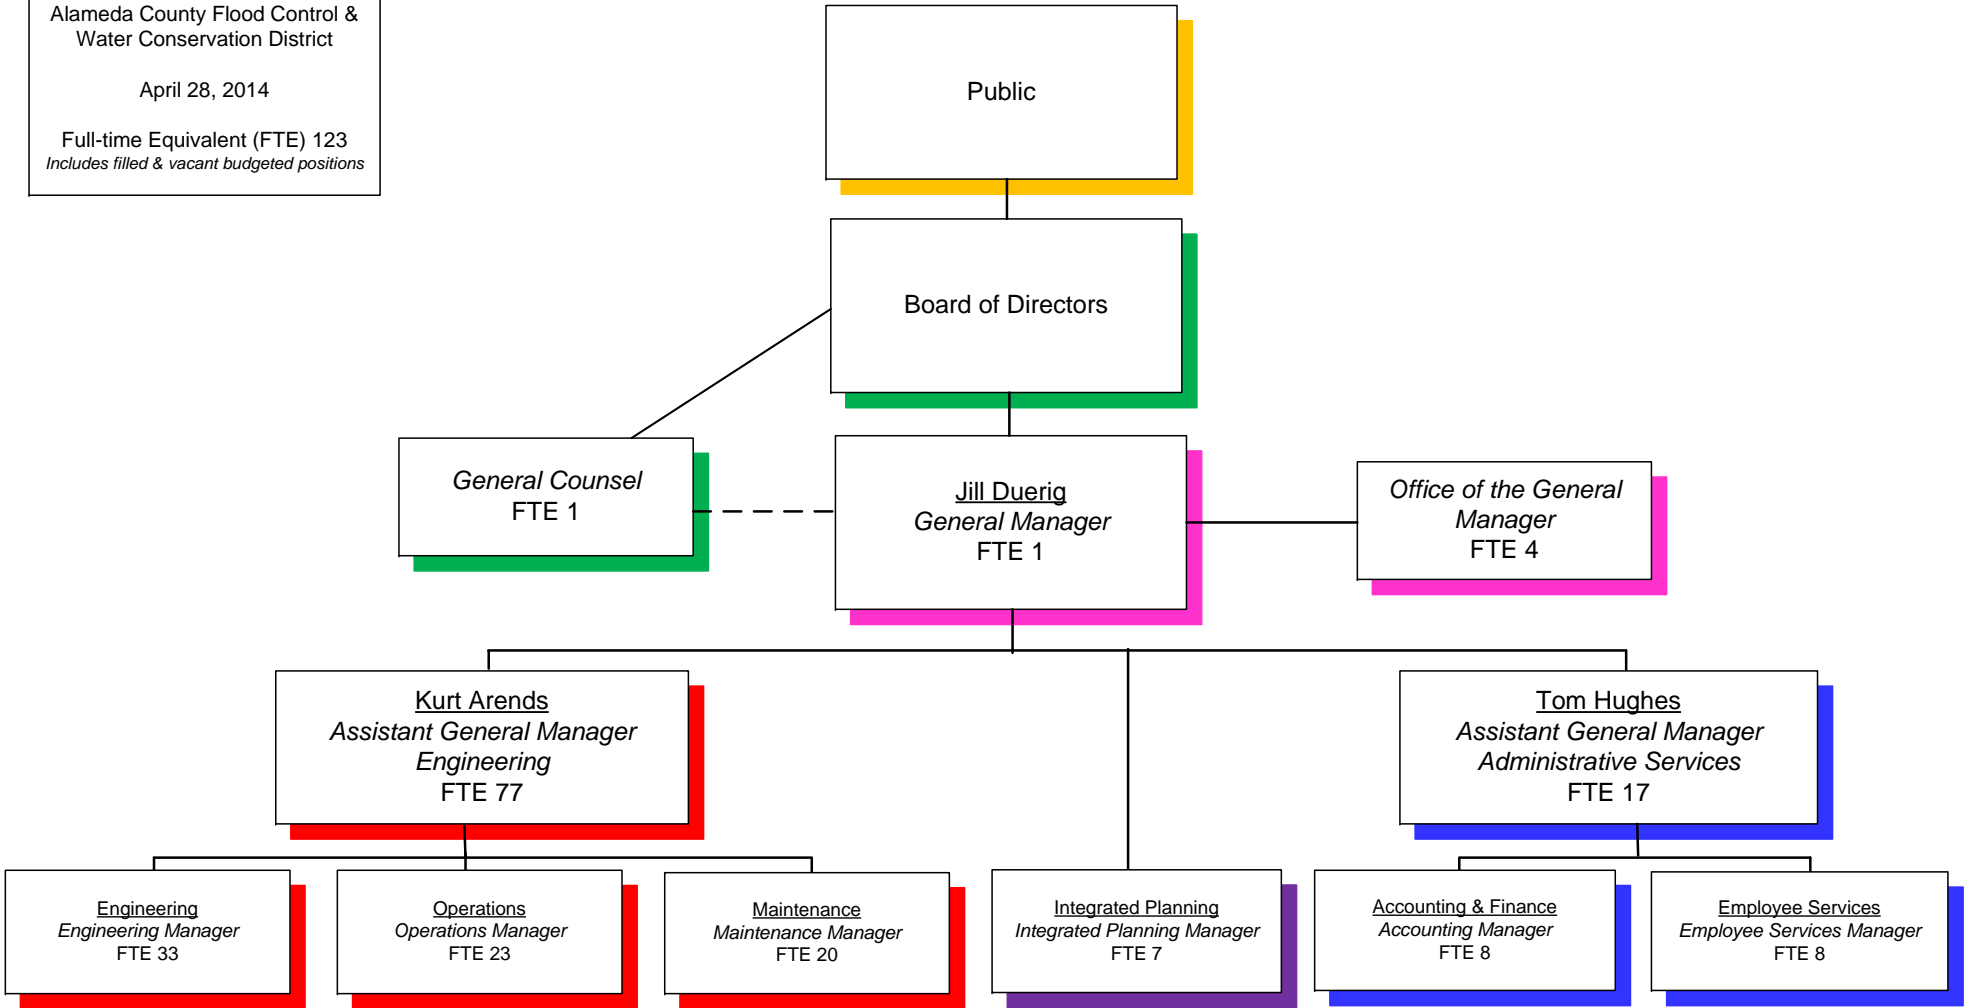 Alameda County Flood Control &
Water Conservation District
April 28, 2014
Full-time Equivalent (FTE) 123
Includes filled & vacant budgeted positions
Public
Board of Directors
General Counsel
FTE 1
Jill Duerig
General Manager
FTE 1
Office of the General
Manager
FTE 4
Kurt Arends
Assistant General Manager
Engineering
FTE 77
Tom Hughes
Assistant General Manager
Administrative Services
FTE 17
Engineering
Engineering Manager
FTE 33
Operations
Operations Manager
FTE 23
Maintenance
Maintenance Manager
FTE 20
Integrated Planning
Integrated Planning Manager
FTE 7
Accounting & Finance
Accounting Manager
FTE 8
Employee Services
Employee Services Manager
FTE 8